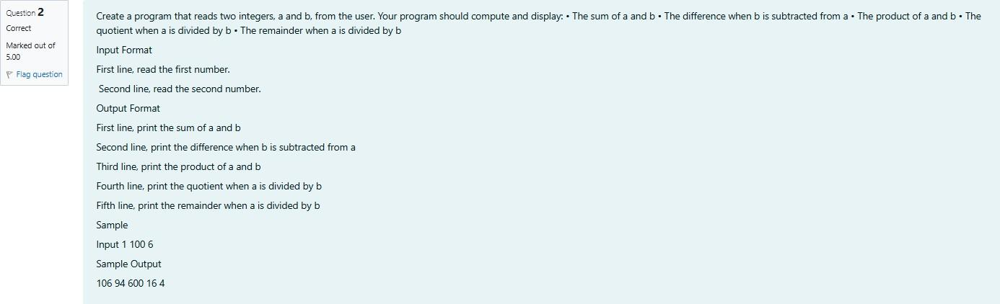 Question 2
Correct
Marked out of
5.00
Flag question
Create a program that reads two integers, a and b, from the user. Your program should compute and display: • The sum of a and b • The difference when b is subtracted from a • The product of a and b • The
quotient when a is divided by b • The remainder when a is divided by b
Input Format
First line, read the first number.
Second line, read the second number.
Output Format
First line, print the sum of a and b
Second line, print the difference when b is subtracted from a
Third line, print the product of a and b
Fourth line, print the quotient when a is divided by b
Fifth line, print the remainder when a is divided by b
Sample
Input 1 100 6
Sample Output
106 94 600 16 4